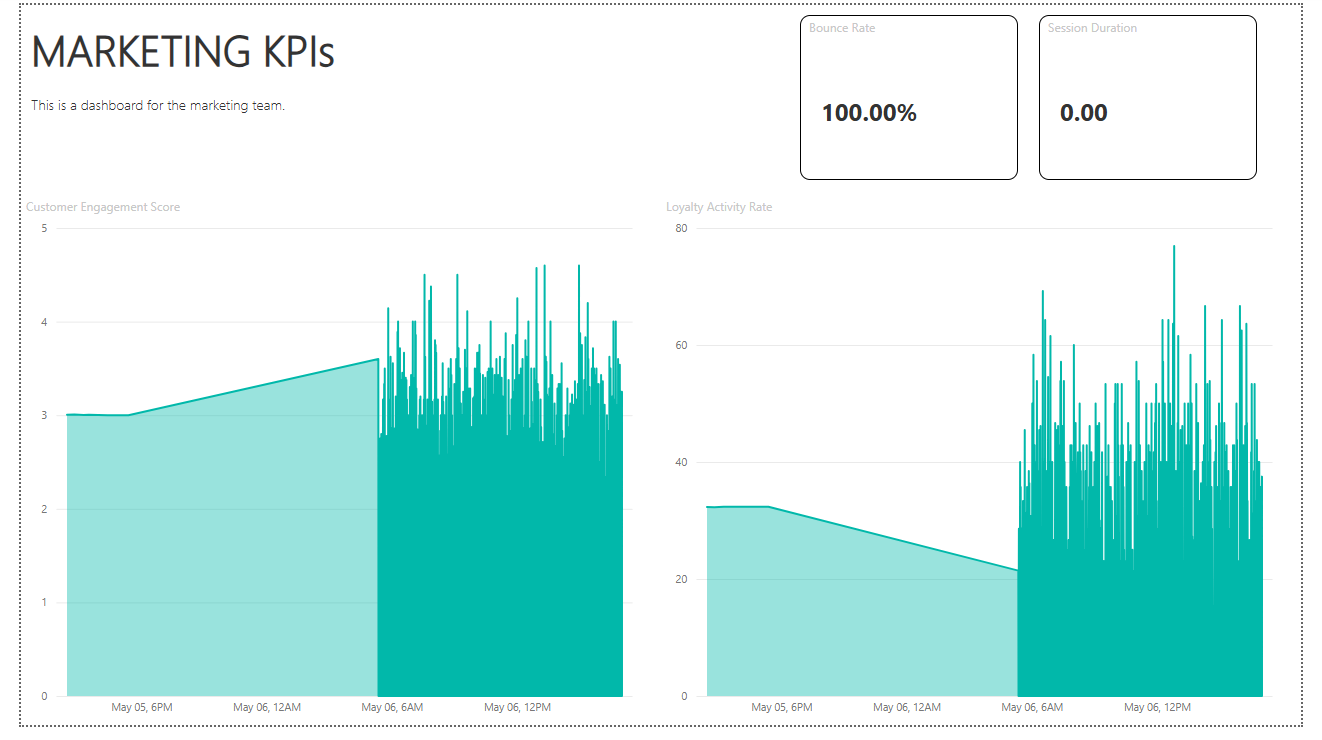 MARKETING KPIs
This is a dashboard for the marketing team.
Bounce Rate
100.00%
Session Duration
0.00
Customer Engagement Score
5
4
3
2
1
0
May 05, 6PM
May 06, 12AM
May 06, 6AM
May 06, 12PM
Loyalty Activity Rate
80
60
40
20
0
May 05, 6PM
May 06, 12AM
May 06, 6AM
May 06, 12PM